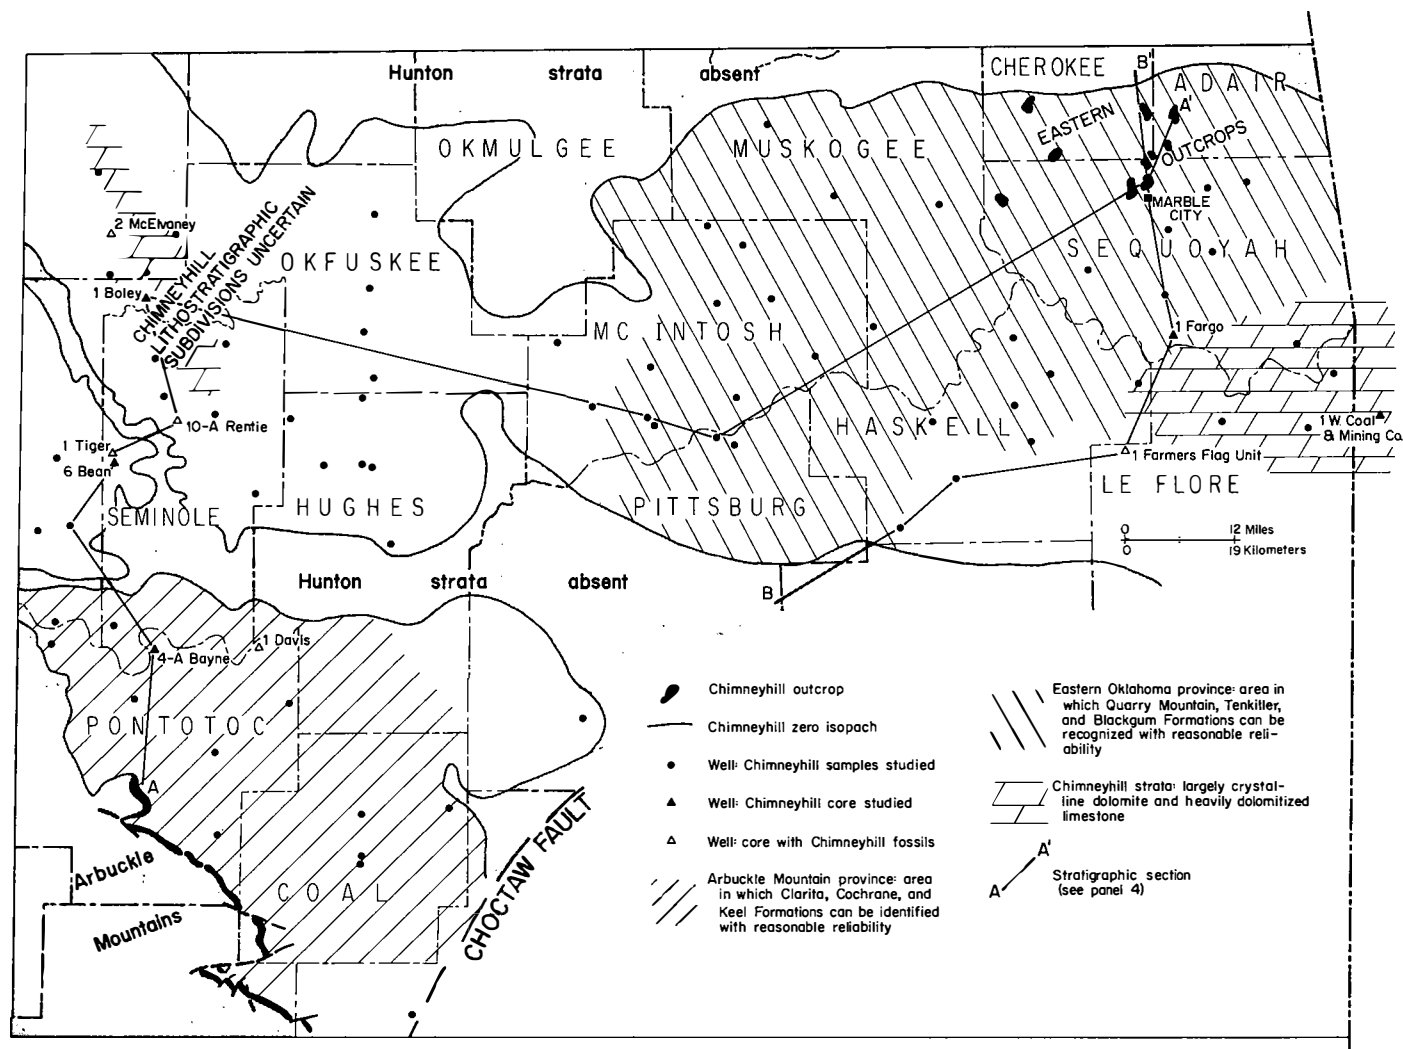 Hunton strata absent
CHEROKEE
B'
ADAIR
A'
EASTERN
OUTCROPS
OKMULGEE
MUSKOGEE
MARBLE
CITY
2 McElvaney
CHIMNEYHILL
LITHOSTRATIGRAPHIC
SUBDIVISIONS UNCERTAIN
OKFUSKEE
SEQUOYAH
1 Boley
MC INTOSH
1 Fargo
10-A Rentie
HASKELL
1 W. Coal
& Mining Co.
1 Tiger
6 Bean
1 Farmers Flag Unit
LE FLORE
SEMINOLE
HUGHES
PITTSBURG
0 12 Miles
0 19 Kilometers
Hunton strata absent
B
1 Davis
4-A Bayne
PONTOTOC
A
Arbuckle
Mountains
COAL
CHOCTAW FAULT
Chimneyhill outcrop
Chimneyhill zero isopach
Well: Chimneyhill samples studied
Well: Chimneyhill core studied
Well: core with Chimneyhill fossils
Arbuckle Mountain province: area
in which Clarita, Cochrane, and
Keel Formations can be identified
with reasonable reliability
Eastern Oklahoma province: area in
which Quarry Mountain, Tenkiller,
and Blackgum Formations can be
recognized with reasonable reli-
ability
Chimneyhill strata: largely crystal-
line dolomite and heavily dolomitized
limestone
A'
Stratigraphic section
A (see panel 4)